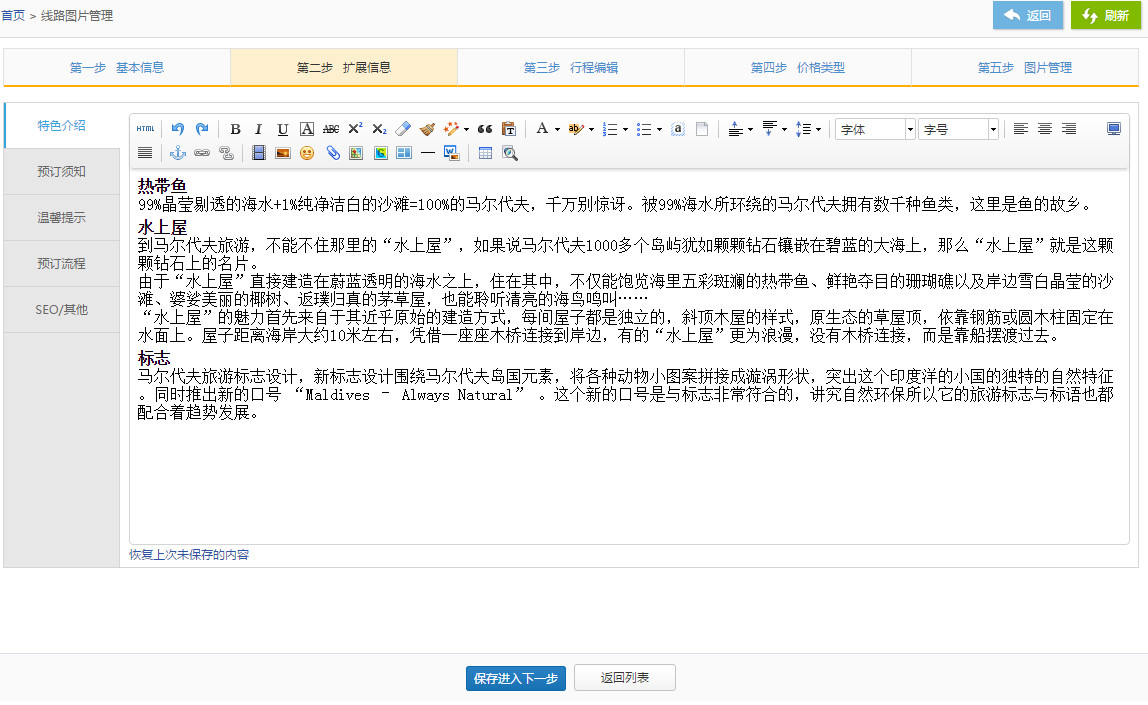 首页 > 线路图片管理
返回
刷新
第一步 基本信息
第二步 扩展信息
第三步 行程编辑
第四步 价格类型
第五步 图片管理
特色介绍
预订须知
温馨提示
预订流程
SEO/其他
HTML
B I U A ABC X² X₂
A
字体
字号
热带鱼
99%晶莹剔透的海水+1%纯净洁白的沙滩=100%的马尔代夫，千万别惊讶。被99%海水所环绕的马尔代夫拥有数千种鱼类，这里是鱼的故乡。
水上屋
到马尔代夫旅游，不能不住那里的“水上屋”，如果说马尔代夫1000多个岛屿犹如颗颗钻石镶嵌在碧蓝的大海上，那么“水上屋”就是这颗
颗钻石上的名片。
由于“水上屋”直接建造在蔚蓝透明的海水之上，住在其中，不仅能饱览海里五彩斑斓的热带鱼、鲜艳夺目的珊瑚礁以及岸边雪白晶莹的沙
滩、婆娑美丽的椰树、返璞归真的茅草屋，也能聆听清亮的海鸟鸣叫……
“水上屋”的魅力首先来自于其近乎原始的建造方式，每间屋子都是独立的，斜顶木屋的样式，原生态的草屋顶，依靠钢筋或圆木柱固定在
水面上。屋子距离海岸大约10米左右，凭借一座座木桥连接到岸边，有的“水上屋”更为浪漫，没有木桥连接，而是靠船摆渡过去。
标志
马尔代夫旅游标志设计，新标志设计围绕马尔代夫岛国元素，将各种动物小图案拼接成漩涡形状，突出这个印度洋的小国的独特的自然特征
。同时推出新的口号 “Maldives – Always Natural” 。这个新的口号是与标志非常符合的，讲究自然环保所以它的旅游标志与标语也都
配合着趋势发展。
恢复上次未保存的内容
保存进入下一步
返回列表